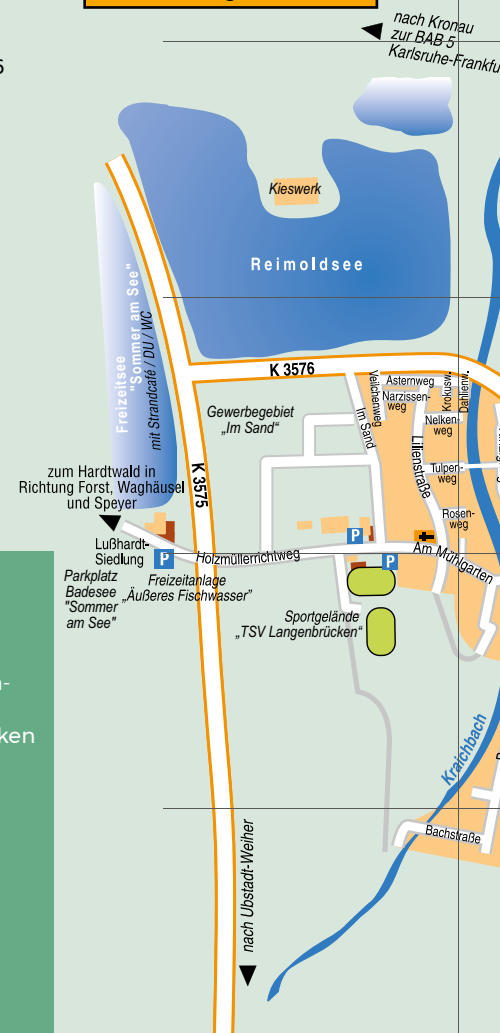 nach Kronau
zur BAB 5
Karlsruhe-Frankfu
6
Kieswerk
Reimoldsee
Freizeitsee
"Sommer am See"
mit Strandcafé / DU / WC
K 3576
K 3575
Gewerbegebiet
„Im Sand“
Veilchenweg
Im Sand
Asternweg
Narzissen-
weg
Krokusw.
Dahlienw.
Nelken-
weg
Lilienstraße
Tulpen-
weg
Rosen-
weg
zum Hardtwald in
Richtung Forst, Waghäusel
und Speyer
Lußhardt-
Siedlung
P
Holzmüllerrichtweg
P
P
Am Mühlgarten
Parkplatz
Badesee
"Sommer
am See"
Freizeitanlage
„Äußeres Fischwasser”
Sportgelände
„TSV Langenbrücken“
n-
ken
Kraichbach
Bachstraße
nach Ubstadt-Weiher